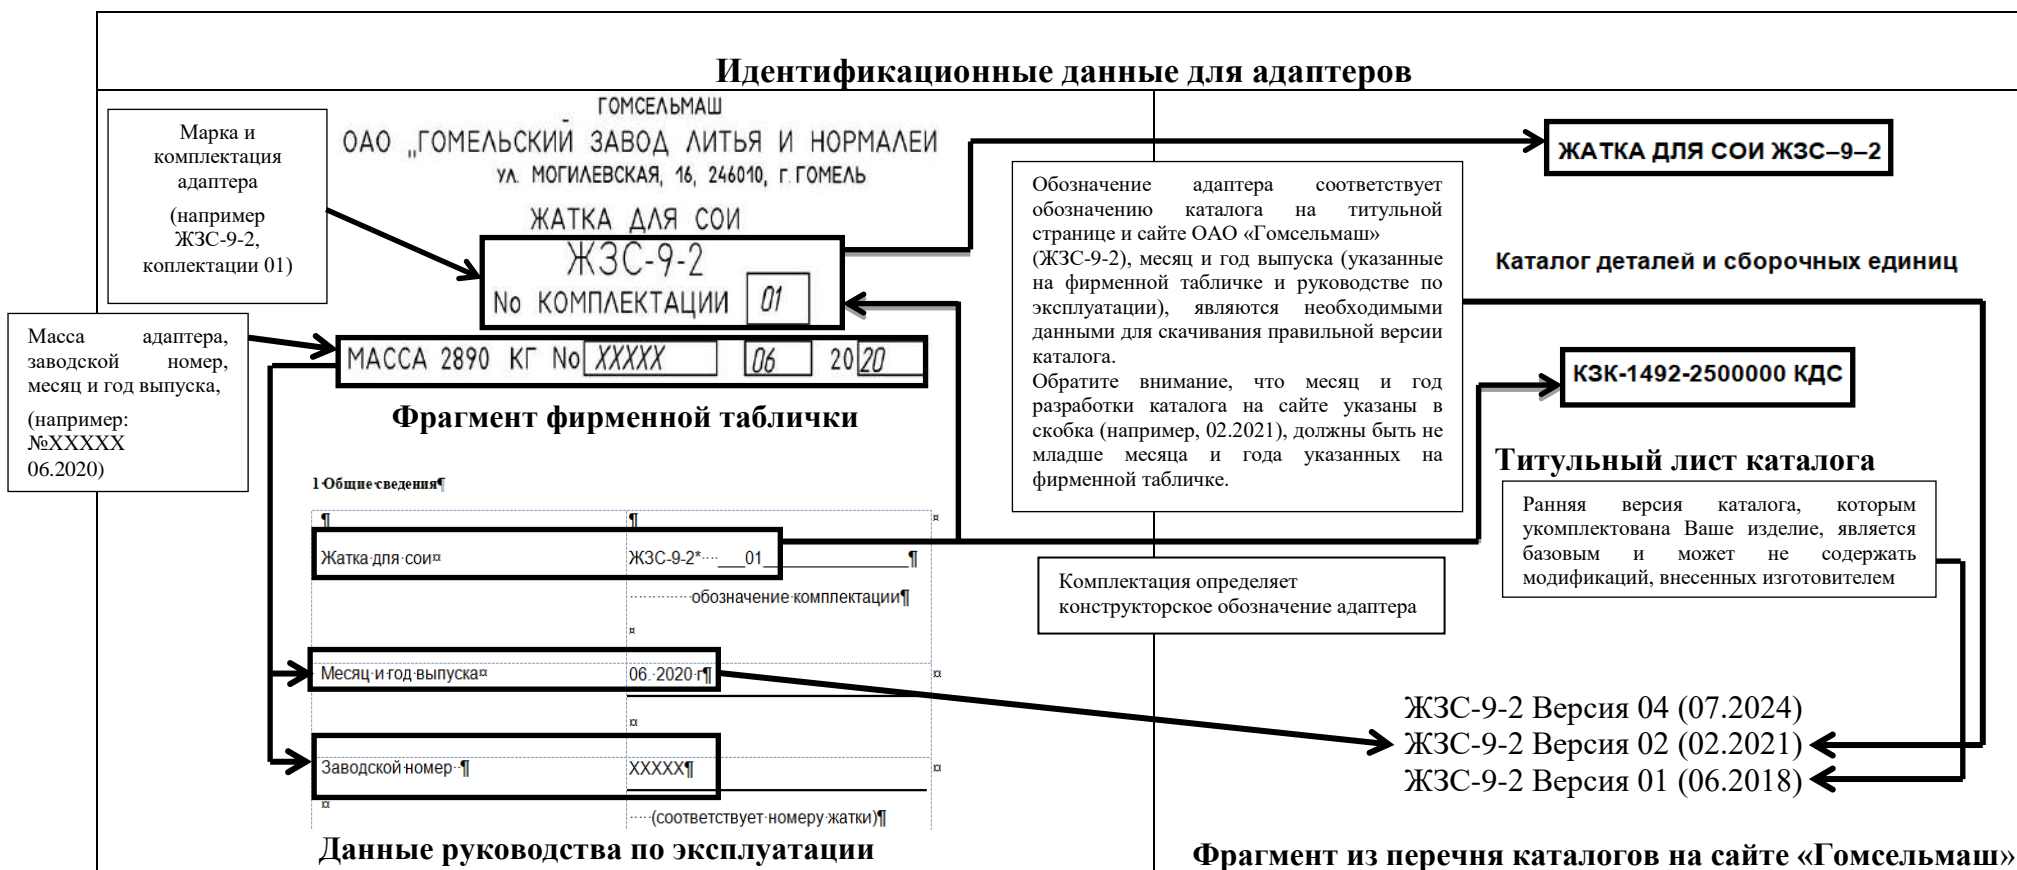 Идентификационные данные для адаптеров
Марка и
комплектация
адаптера
(например
ЖЗС-9-2,
коплектации 01)
Масса адаптера,
заводской номер,
месяц и год выпуска,
(например:
№XXXXX
06.2020)
ГОМСЕЛЬМАШ
ОАО „ГОМЕЛЬСКИЙ ЗАВОД ЛИТЬЯ И НОРМАЛЕЙ
ул. МОГИЛЕВСКАЯ, 16, 246010, г. ГОМЕЛЬ
ЖАТКА ДЛЯ СОИ
ЖЗС-9-2
No КОМПЛЕКТАЦИИ 01
МАССА 2890 КГ No XXXXX 06 2020
Фрагмент фирменной таблички
1·Общие·сведения¶
¶ ¶ ¤
Жатка·для·сои¤ ЖЗС-9-2*····___01_______________¶
··············обозначение·комплектации¶
¤
Месяц·и·год·выпуска¤ 06.·2020·г¶ ¤
¤
Заводской·номер··¶ XXXXX¶ ¤
¤
·····(соответствует·номеру·жатки)¶
Данные руководства по эксплуатации
Обозначение адаптера соответствует
обозначению каталога на титульной
странице и сайте ОАО «Гомсельмаш»
(ЖЗС-9-2), месяц и год выпуска (указанные
на фирменной табличке и руководстве по
эксплуатации), являются необходимыми
данными для скачивания правильной версии
каталога.
Обратите внимание, что месяц и год
разработки каталога на сайте указаны в
скобка (например, 02.2021), должны быть не
младше месяца и года указанных на
фирменной табличке.
Комплектация определяет
конструкторское обозначение адаптера
ЖАТКА ДЛЯ СОИ ЖЗС–9–2
Каталог деталей и сборочных единиц
КЗК-1492-2500000 КДС
Титульный лист каталога
Ранняя версия каталога, которым
укомплектована Ваше изделие, является
базовым и может не содержать
модификаций, внесенных изготовителем
ЖЗС-9-2 Версия 04 (07.2024)
ЖЗС-9-2 Версия 02 (02.2021)
ЖЗС-9-2 Версия 01 (06.2018)
Фрагмент из перечня каталогов на сайте «Гомсельмаш»